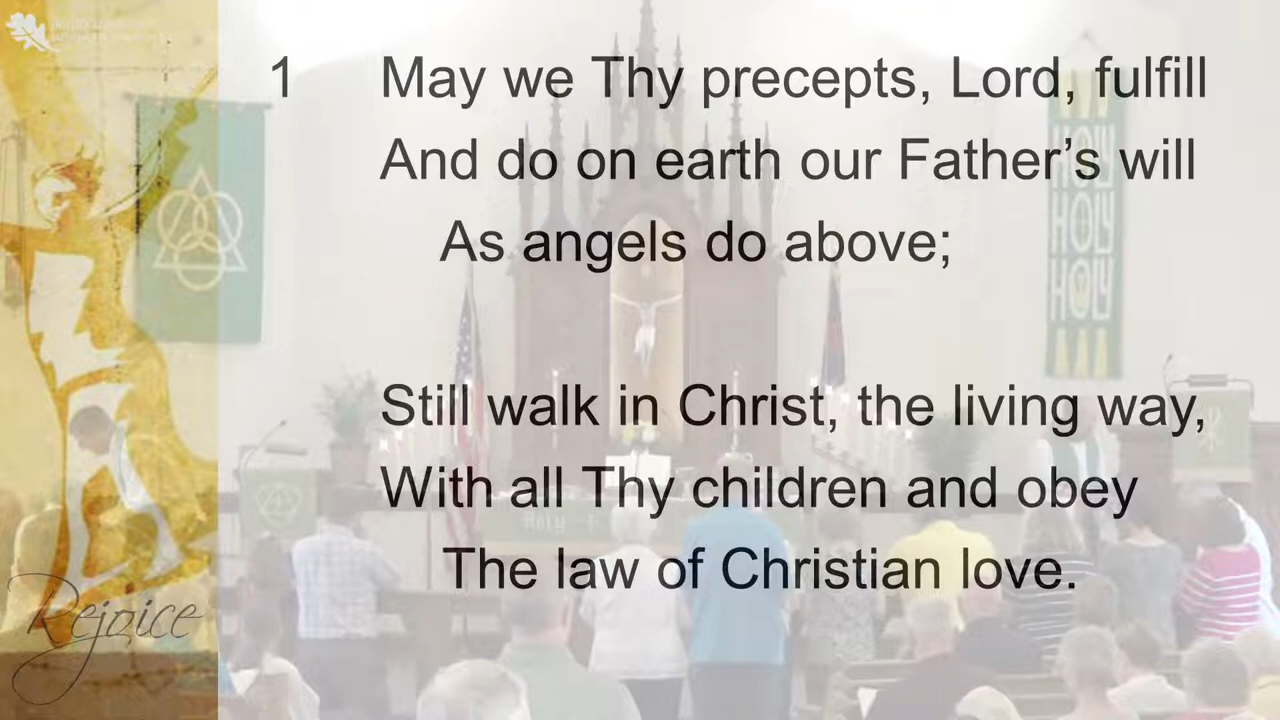 1 May we Thy precepts, Lord, fulfill
And do on earth our Father’s will
As angels do above;
Still walk in Christ, the living way,
With all Thy children and obey
The law of Christian love.
Rejoice
HOLY
HOLY
HOLY
Holy